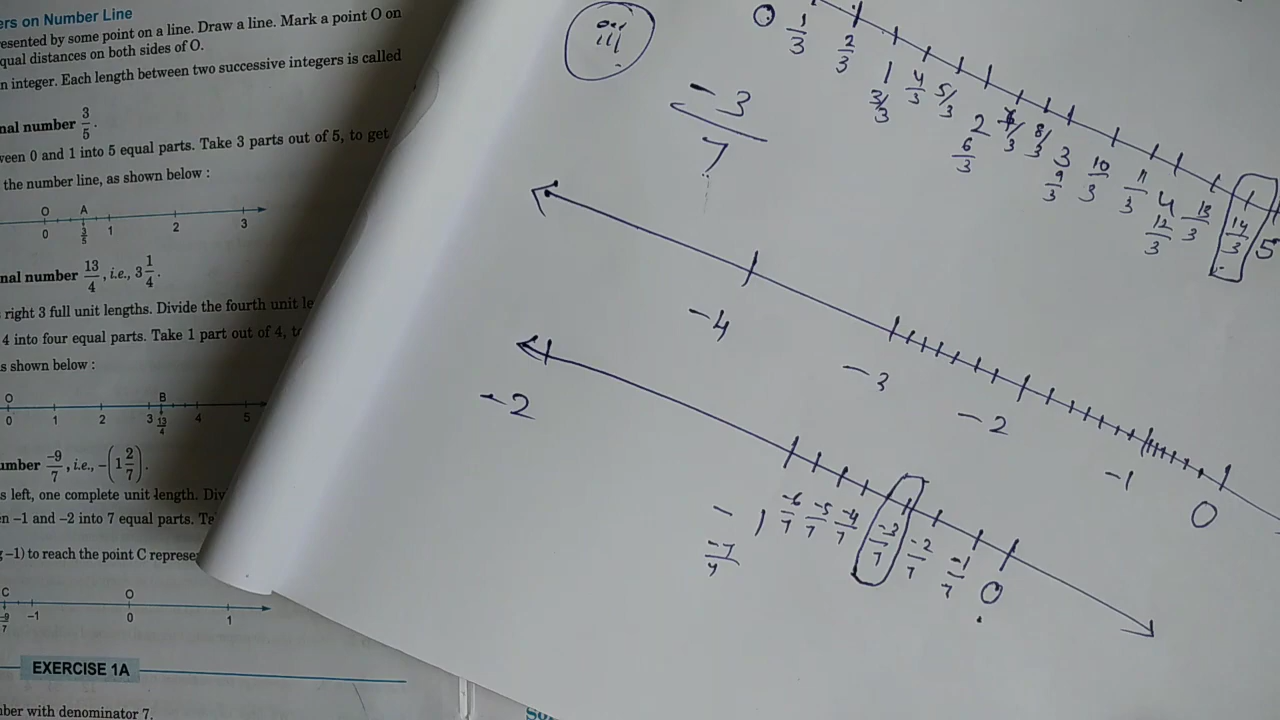 ers on Number Line
resented by some point on a line. Draw a line. Mark a point O on
qual distances on both sides of O.
n integer. Each length between two successive integers is called
nal number 3/5.
ween 0 and 1 into 5 equal parts. Take 3 parts out of 5, to get
the number line, as shown below :
O A
0 3/5 1 2 3
nal number 13/4, i.e., 3 1/4.
right 3 full unit lengths. Divide the fourth unit le
4 into four equal parts. Take 1 part out of 4, t
s shown below :
O B
0 1 2 3 13/4 4 5
umber -9/7, i.e., -(1 2/7).
s left, one complete unit length. Div
en -1 and -2 into 7 equal parts. Ta
g -1) to reach the point C represe
C O
-9/7 -1 0 1
EXERCISE 1A
ber with denominator 7.
iii
0 1/3 2/3 1 4/3 5/3 2 7/3 8/3 3 10/3 11/3 4 13/3 14/3 5
3/3 6/3 9/3 12/3
-3/7
-4 -3 -2 -1 0
-2 -1 -6/7 -5/7 -4/7 -3/7 -2/7 -1/7 0